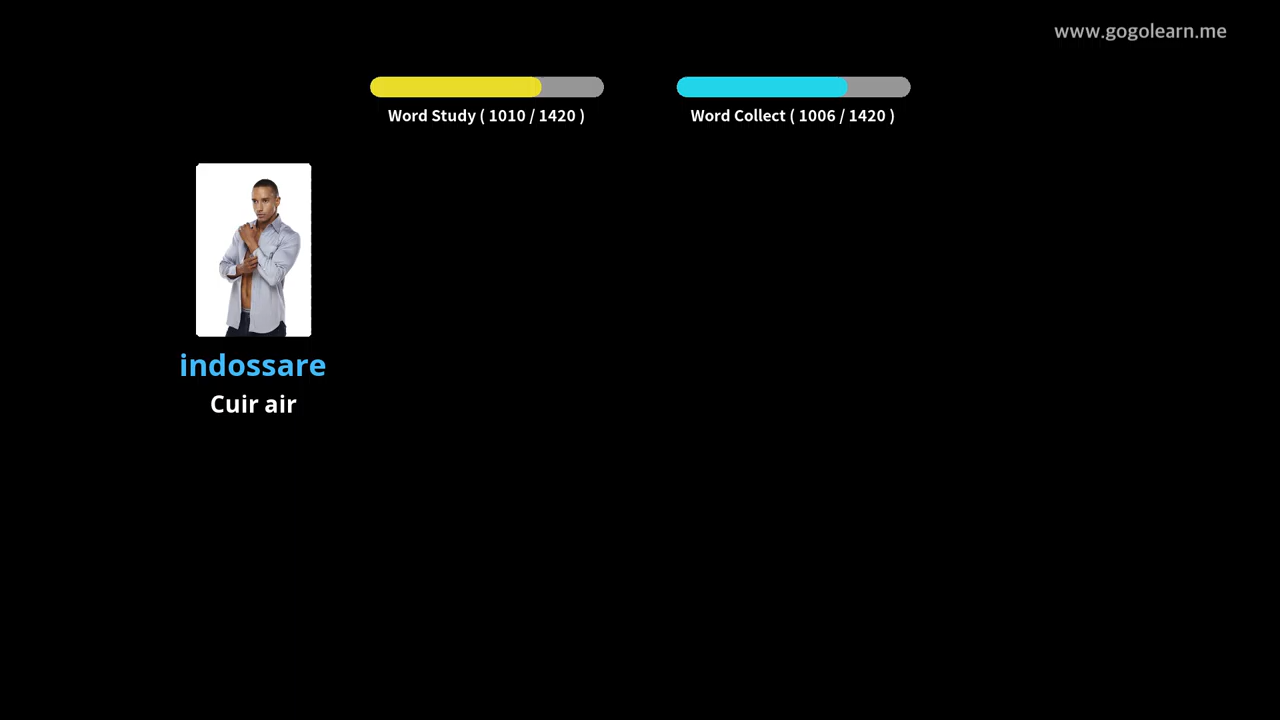 www.gogolearn.me
Word Study ( 1010 / 1420 )
Word Collect ( 1006 / 1420 )
indossare
Cuir air